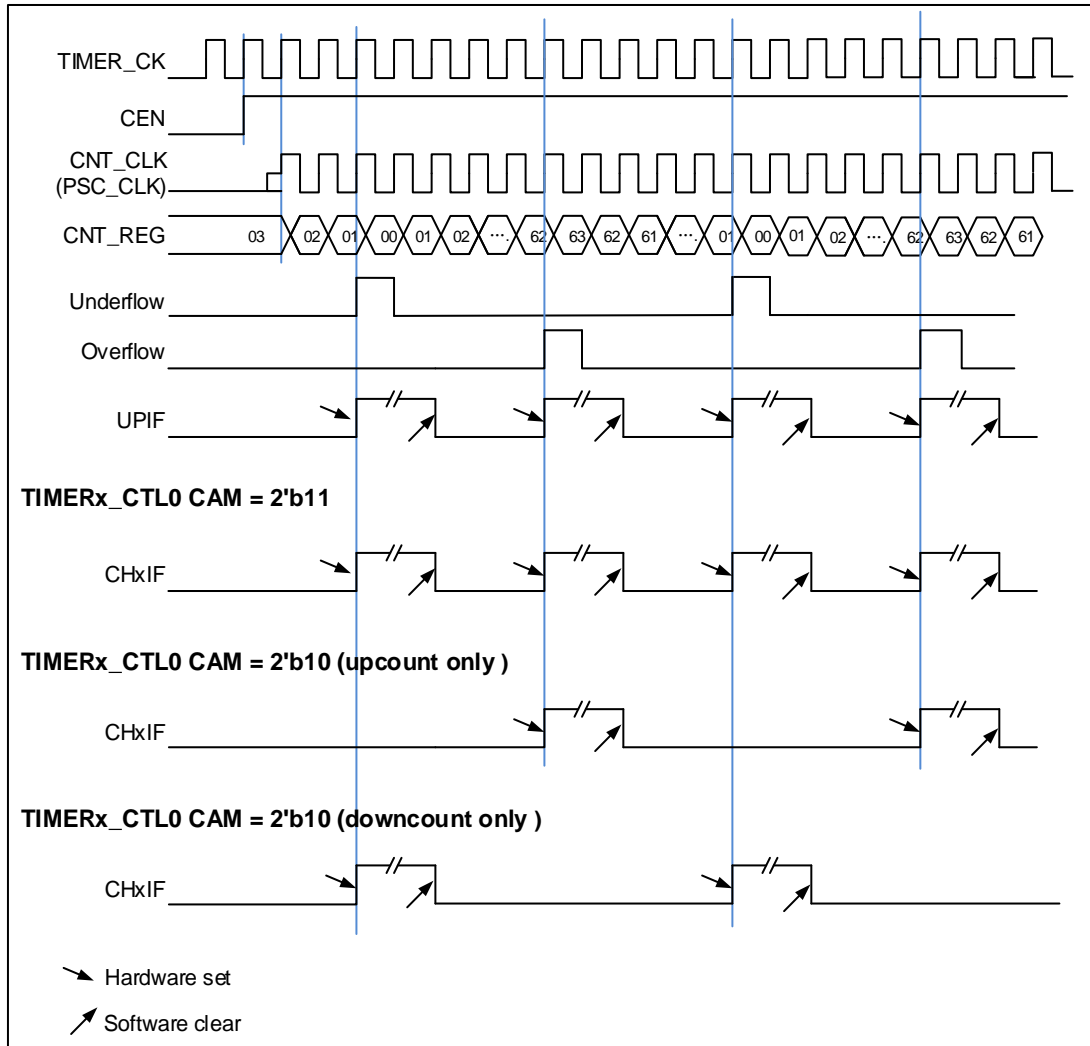 TIMER_CK
CEN
CNT_CLK
(PSC_CLK)
CNT_REG 03 02 01 00 01 02 .... 62 63 62 61 .... 01 00 01 02 .... 62 63 62 61
Underflow
Overflow
UPIF
TIMERx_CTL0 CAM = 2'b11
CHxIF
TIMERx_CTL0 CAM = 2'b10 (upcount only )
CHxIF
TIMERx_CTL0 CAM = 2'b10 (downcount only )
CHxIF
Hardware set
Software clear